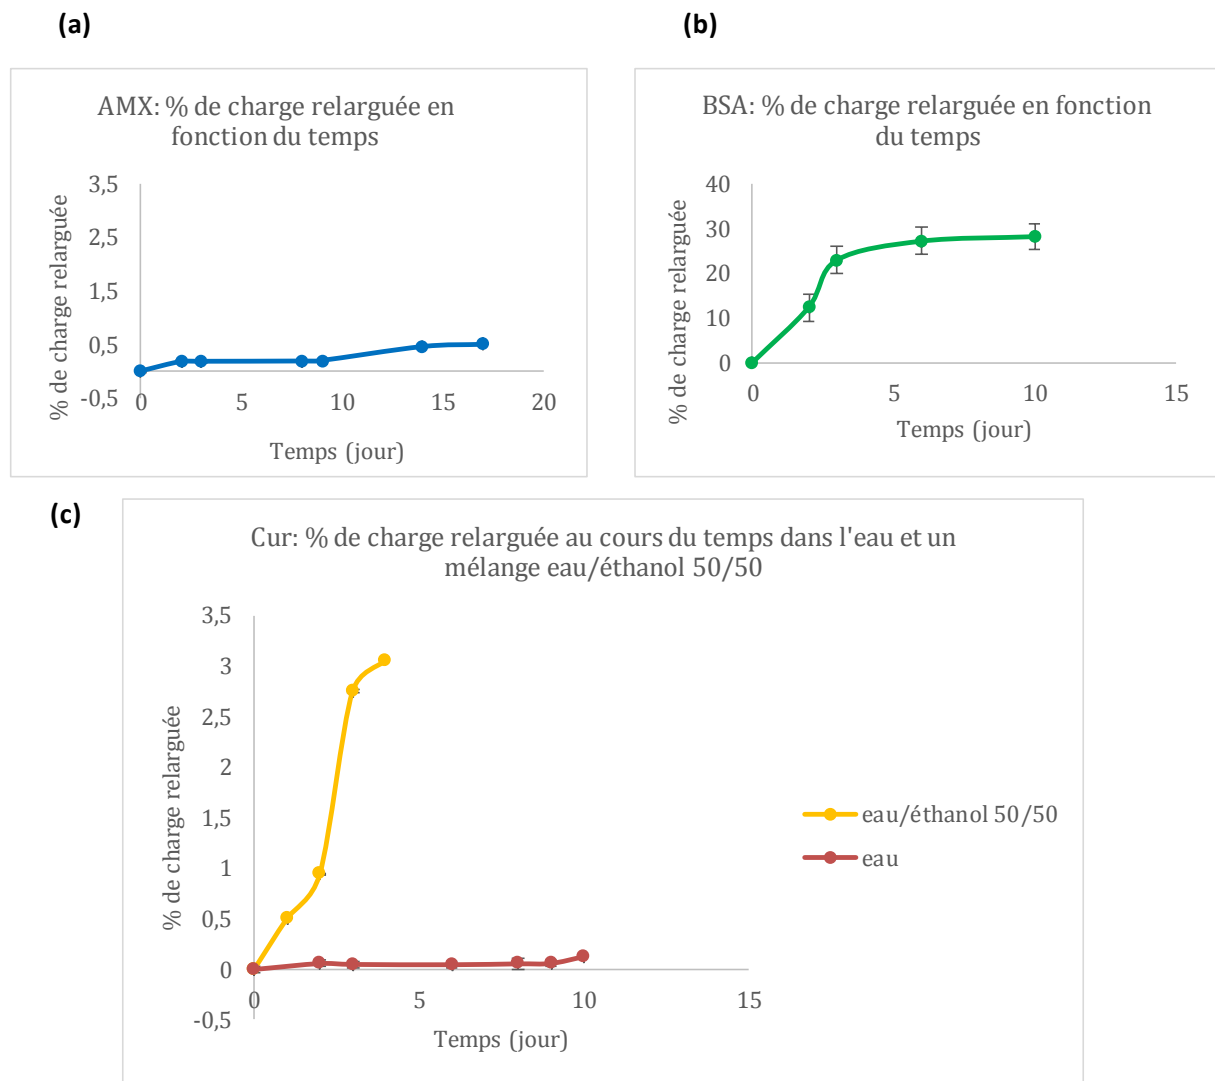 (a)
AMX: % de charge relarguée en
fonction du temps
% de charge relarguée
3,5
2,5
1,5
0,5
-0,5
0 5 10 15 20
Temps (jour)
(b)
BSA: % de charge relarguée en fonction
du temps
% de charge relarguée
40
30
20
10
0
0 5 10 15
Temps (jour)
(c)
Cur: % de charge relarguée au cours du temps dans l'eau et un
mélange eau/éthanol 50/50
% de charge relarguée
3,5
3
2,5
2
1,5
1
0,5
0
-0,5
0 5 10 15
Temps (jour)
eau/éthanol 50/50
eau